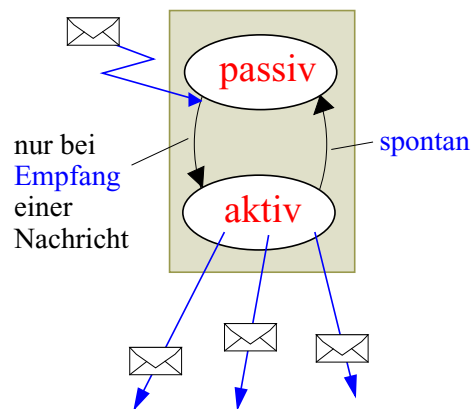 passiv
nur bei
Empfang
einer
Nachricht
spontan
aktiv